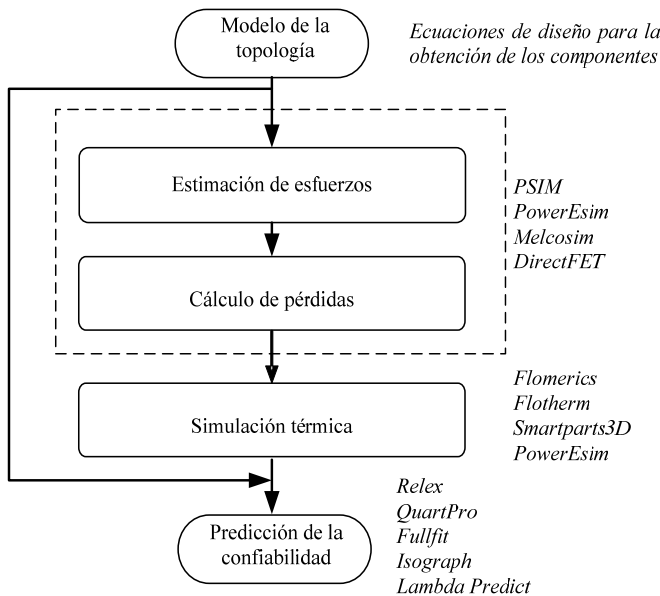 Modelo de la
topología
Ecuaciones de diseño para la
obtención de los componentes
Estimación de esfuerzos
PSIM
PowerEsim
Melcosim
DirectFET
Cálculo de pérdidas
Simulación térmica
Flomerics
Flotherm
Smartparts3D
PowerEsim
Predicción de la
confiabilidad
Relex
QuartPro
Fullfit
Isograph
Lambda Predict